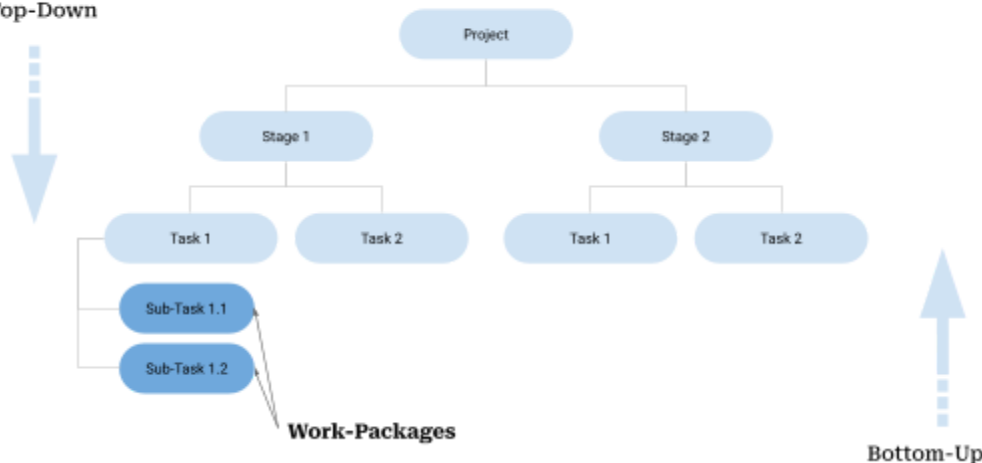 op-Down
Project
Stage 1
Stage 2
Task 1
Task 2
Task 1
Task 2
Sub-Task 1.1
Sub-Task 1.2
Work-Packages
Bottom-Up